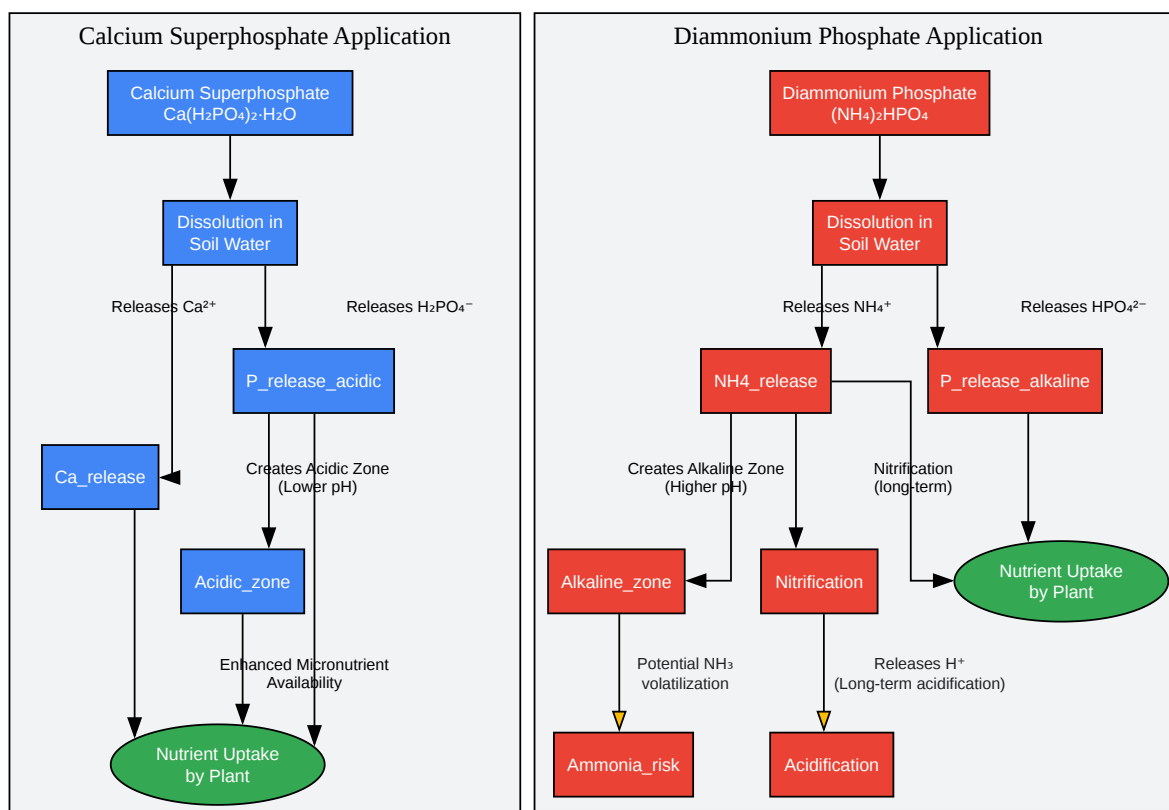 Calcium Superphosphate Application
Calcium Superphosphate
Ca(H₂PO₄)₂·H₂O
Dissolution in
Soil Water
Releases Ca²⁺
Releases H₂PO₄⁻
P_release_acidic
Ca_release
Creates Acidic Zone
(Lower pH)
Acidic_zone
Enhanced Micronutrient
Availability
Nutrient Uptake
by Plant
Diammonium Phosphate Application
Diammonium Phosphate
(NH₄)₂HPO₄
Dissolution in
Soil Water
Releases NH₄⁺
Releases HPO₄²⁻
NH4_release
P_release_alkaline
Creates Alkaline Zone
(Higher pH)
Nitrification
(long-term)
Alkaline_zone
Nitrification
Nutrient Uptake
by Plant
Potential NH₃
volatilization
Releases H⁺
(Long-term acidification)
Ammonia_risk
Acidification